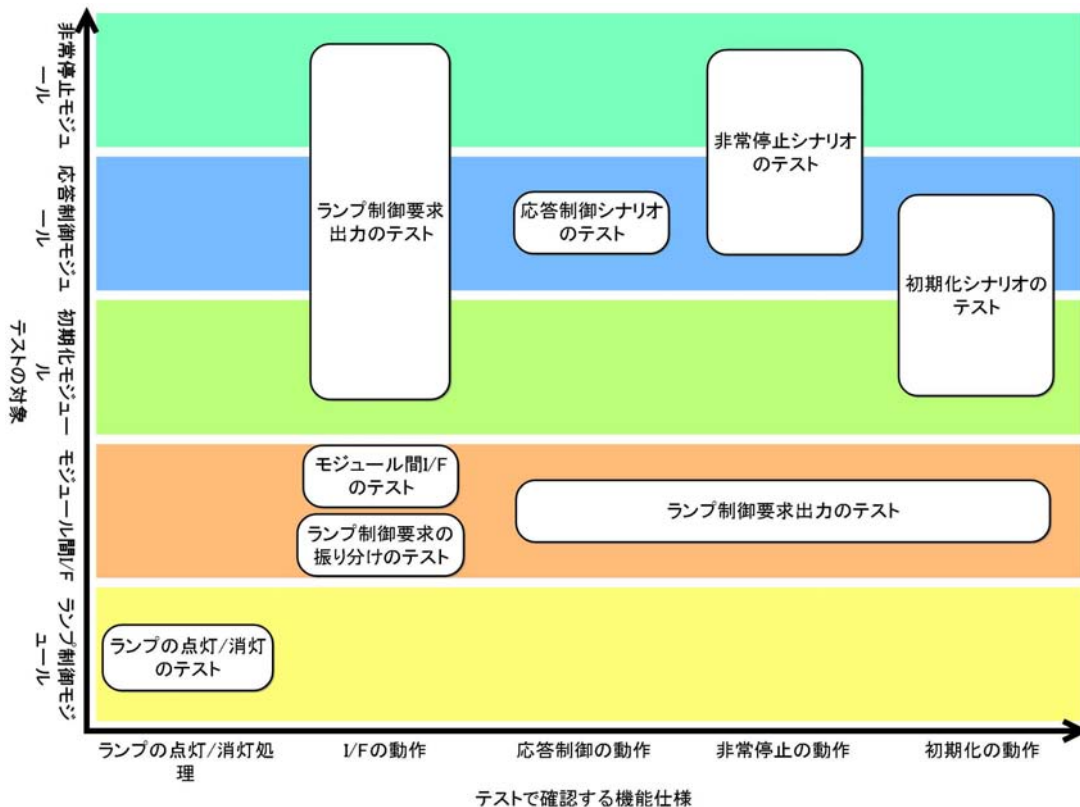 非常停止モジュ
ール
応答制御モジュ
ール
初期化モジュー
ル
モジュール間I/F
ランプ制御モジ
ュール
テストの対象
ランプ制御要求
出力のテスト
応答制御シナリオ
のテスト
非常停止シナリオ
のテスト
初期化シナリオの
テスト
モジュール間I/F
のテスト
ランプ制御要求の
振り分けのテスト
ランプ制御要求出力のテスト
ランプの点灯/消灯
のテスト
ランプの点灯/消灯処
理
I/Fの動作
応答制御の動作
非常停止の動作
初期化の動作
テストで確認する機能仕様